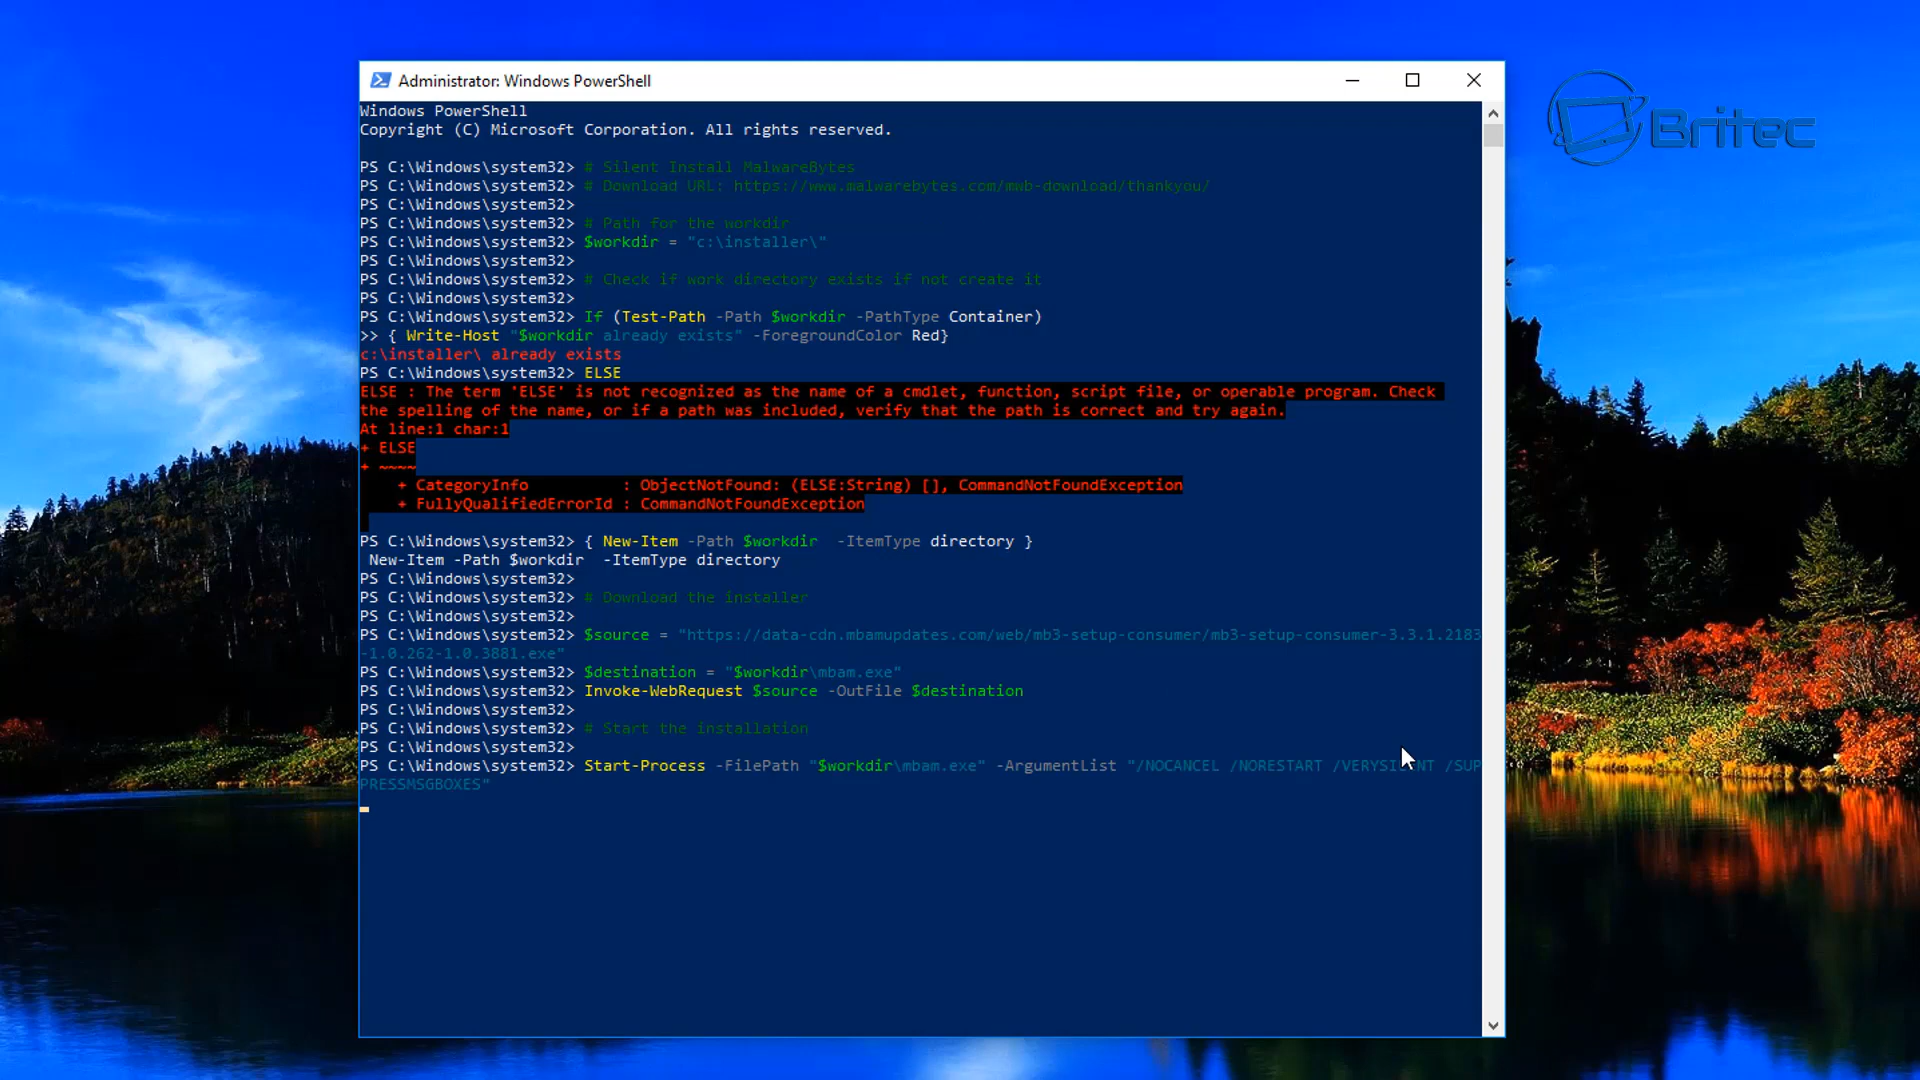 Administrator: Windows PowerShell
Britec
Windows PowerShell
Copyright (C) Microsoft Corporation. All rights reserved.
PS C:\Windows\system32> # Silent Install MalwareBytes
PS C:\Windows\system32> # Download URL: https://www.malwarebytes.com/mwb-download/thankyou/
PS C:\Windows\system32>
PS C:\Windows\system32> # Path for the workdir
PS C:\Windows\system32> $workdir = "c:\installer\"
PS C:\Windows\system32>
PS C:\Windows\system32> # Check if work directory exists if not create it
PS C:\Windows\system32>
PS C:\Windows\system32> If (Test-Path -Path $workdir -PathType Container)
>> { Write-Host "$workdir already exists" -ForegroundColor Red}
c:\installer\ already exists
PS C:\Windows\system32> ELSE
ELSE : The term 'ELSE' is not recognized as the name of a cmdlet, function, script file, or operable program. Check
the spelling of the name, or if a path was included, verify that the path is correct and try again.
At line:1 char:1
+ ELSE
+ ~~~~
    + CategoryInfo          : ObjectNotFound: (ELSE:String) [], CommandNotFoundException
    + FullyQualifiedErrorId : CommandNotFoundException
PS C:\Windows\system32> { New-Item -Path $workdir  -ItemType directory }
 New-Item -Path $workdir  -ItemType directory
PS C:\Windows\system32>
PS C:\Windows\system32> # Download the installer
PS C:\Windows\system32>
PS C:\Windows\system32> $source = "https://data-cdn.mbamupdates.com/web/mb3-setup-consumer/mb3-setup-consumer-3.3.1.2183
-1.0.262-1.0.3881.exe"
PS C:\Windows\system32> $destination = "$workdir\mbam.exe"
PS C:\Windows\system32> Invoke-WebRequest $source -OutFile $destination
PS C:\Windows\system32>
PS C:\Windows\system32> # Start the installation
PS C:\Windows\system32>
PS C:\Windows\system32> Start-Process -FilePath "$workdir\mbam.exe" -ArgumentList "/NOCANCEL /NORESTART /VERYSILENT /SUP
PRESSMSGBOXES"